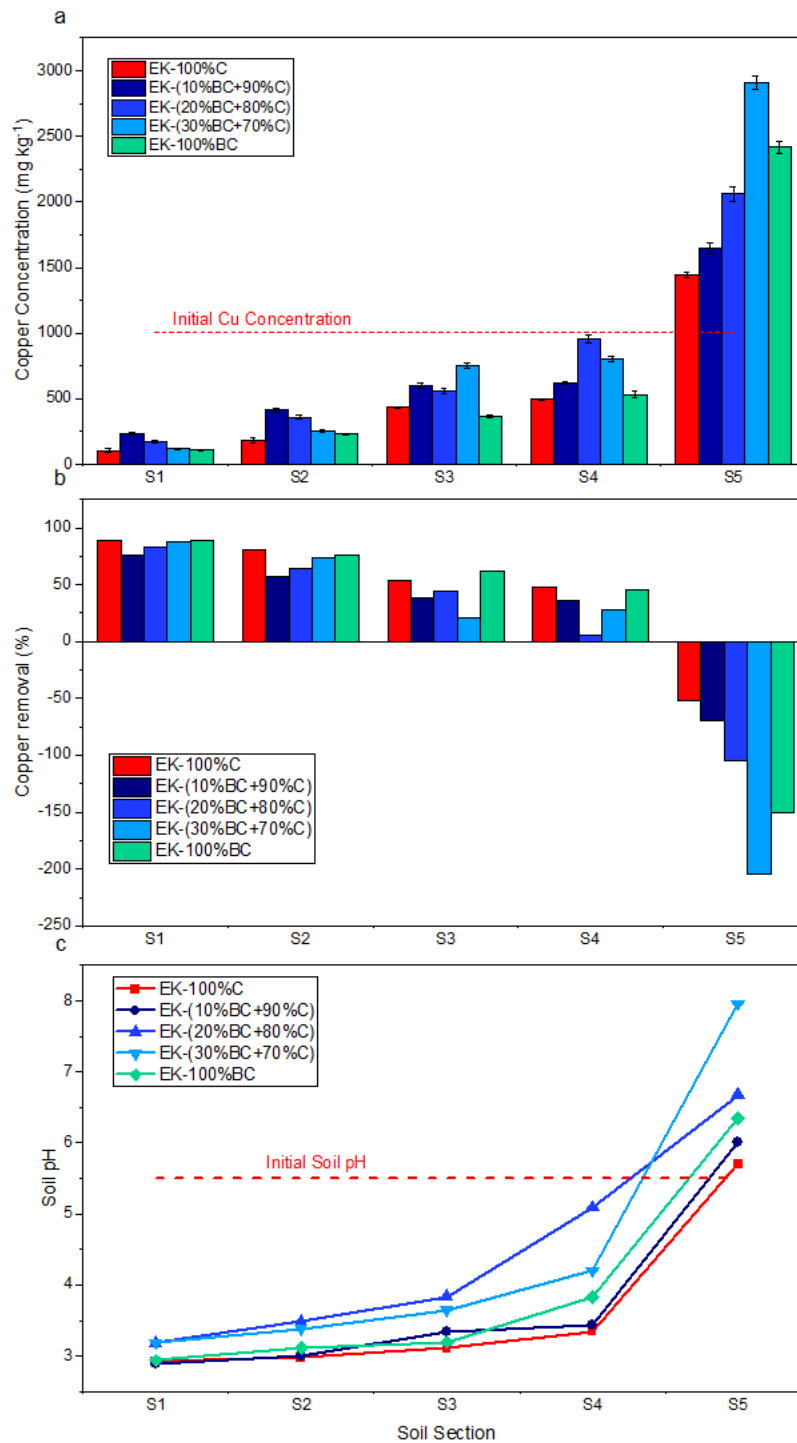 a
Copper Concentration (mg kg⁻¹)
3000
2500
2000
1500
1000
500
0
EK-100%C
EK-(10%BC+90%C)
EK-(20%BC+80%C)
EK-(30%BC+70%C)
EK-100%BC
Initial Cu Concentration
S1 S2 S3 S4 S5
b
Copper removal (%)
100
50
0
-50
-100
-150
-200
-250
EK-100%C
EK-(10%BC+90%C)
EK-(20%BC+80%C)
EK-(30%BC+70%C)
EK-100%BC
S1 S2 S3 S4 S5
c
Soil pH
8
7
6
5
4
3
EK-100%C
EK-(10%BC+90%C)
EK-(20%BC+80%C)
EK-(30%BC+70%C)
EK-100%BC
Initial Soil pH
S1 S2 S3 S4 S5
Soil Section